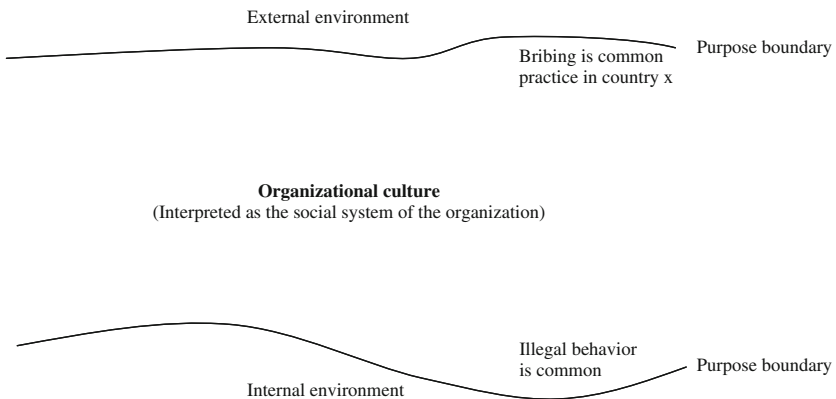 External environment
Purpose boundary
Bribing is common
practice in country x
Organizational culture
(Interpreted as the social system of the organization)
Illegal behavior
is common
Purpose boundary
Internal environment